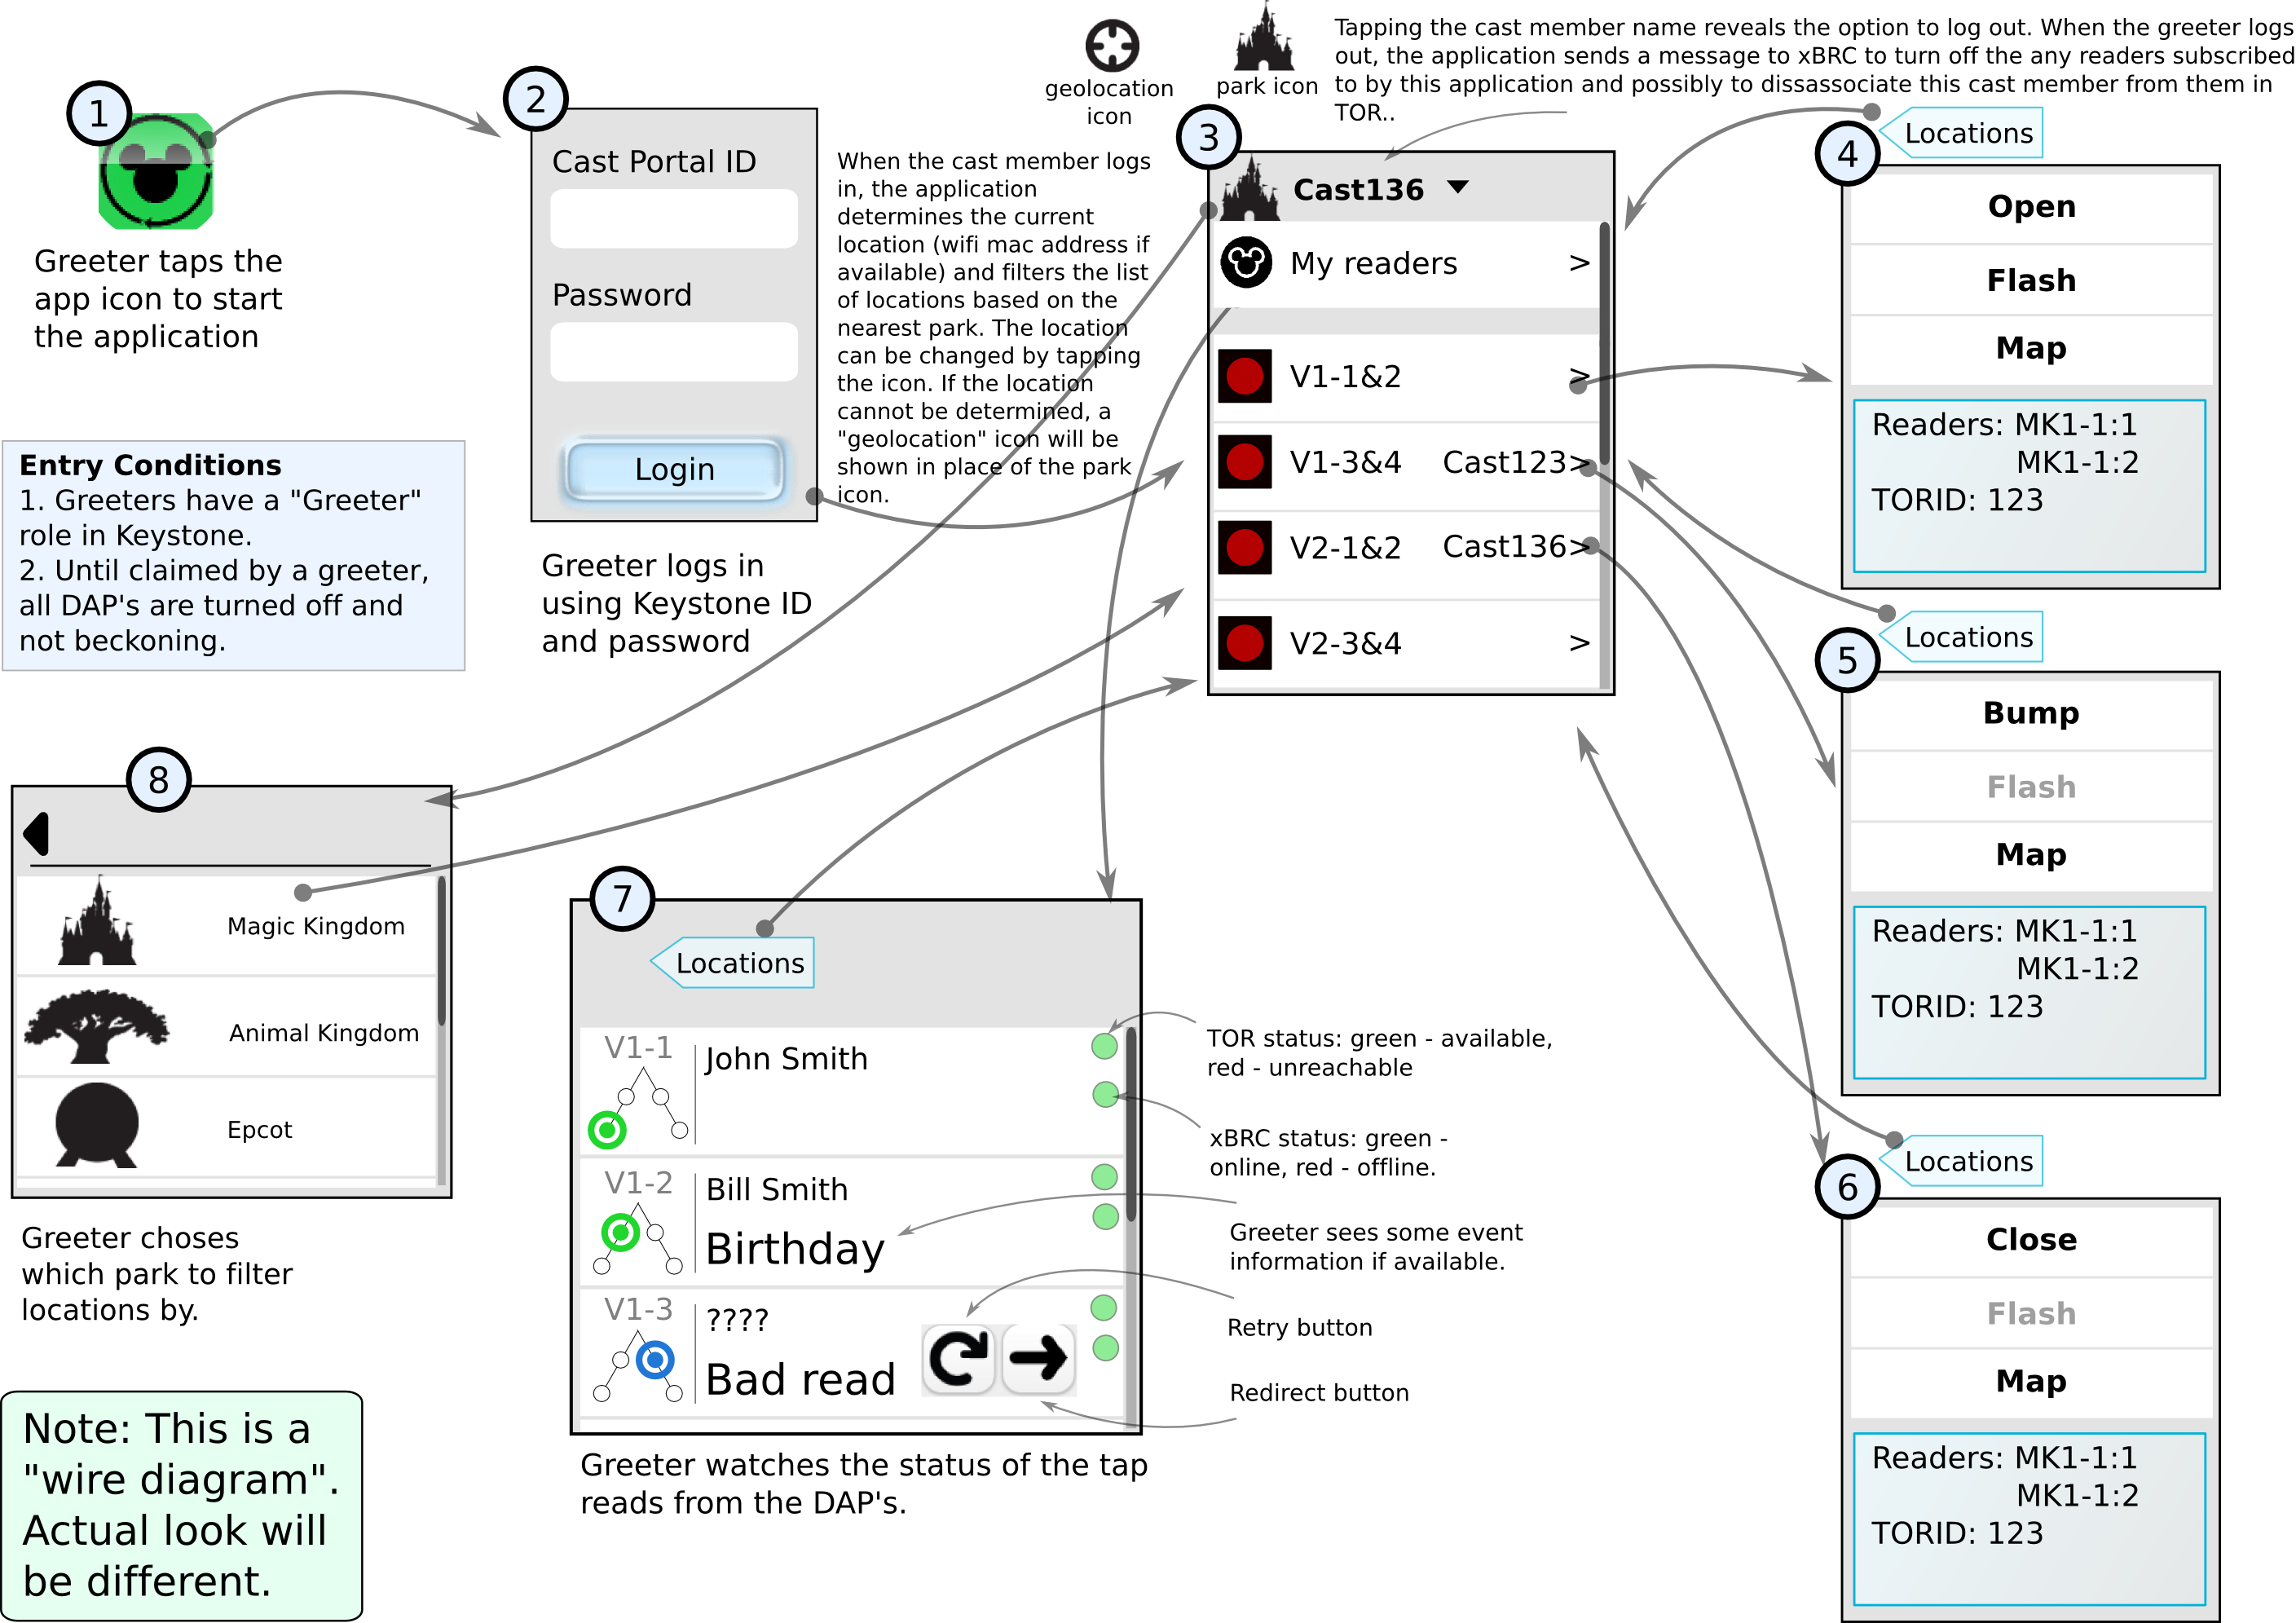 1
Greeter taps the
app icon to start
the application
Entry Conditions
1. Greeters have a "Greeter"
role in Keystone.
2. Until claimed by a greeter,
all DAP's are turned off and
not beckoning.
2
Cast Portal ID
Password
Login
Greeter logs in
using Keystone ID
and password
When the cast member logs
in, the application
determines the current
location (wifi mac address if
available) and filters the list
of locations based on the
nearest park. The location
can be changed by tapping
the icon. If the location
cannot be determined, a
"geolocation" icon will be
shown in place of the park
icon.
geolocation
icon
park icon
Tapping the cast member name reveals the option to log out. When the greeter logs
out, the application sends a message to xBRC to turn off the any readers subscribed
to by this application and possibly to dissassociate this cast member from them in
TOR..
3
Cast136
My readers >
V1-1&2 >
V1-3&4 Cast123>
V2-1&2 Cast136>
V2-3&4 >
Locations
4
Open
Flash
Map
Readers: MK1-1:1
MK1-1:2
TORID: 123
Locations
5
Bump
Flash
Map
Readers: MK1-1:1
MK1-1:2
TORID: 123
Locations
6
Close
Flash
Map
Readers: MK1-1:1
MK1-1:2
TORID: 123
7
Locations
V1-1
John Smith
V1-2
Bill Smith
Birthday
V1-3
????
Bad read
Greeter watches the status of the tap
reads from the DAP's.
TOR status: green - available,
red - unreachable
xBRC status: green -
online, red - offline.
Greeter sees some event
information if available.
Retry button
Redirect button
8
Magic Kingdom
Animal Kingdom
Epcot
Greeter choses
which park to filter
locations by.
Note: This is a
"wire diagram".
Actual look will
be different.